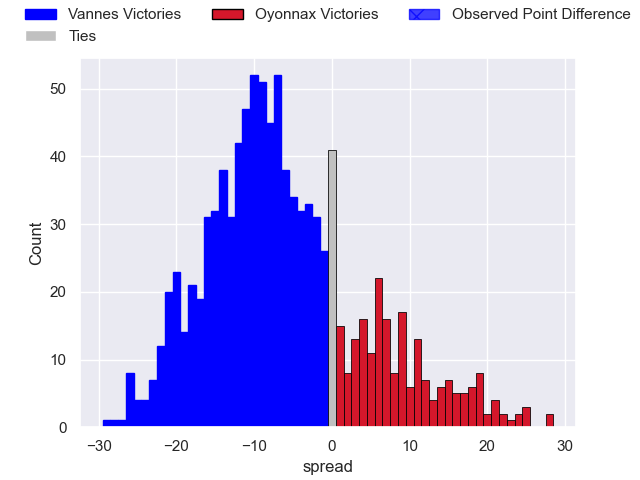 Vannes Victories
Oyonnax Victories
Observed Point Difference
Ties
50
40
30
20
10
0
Count
−30
−20
−10
0
10
20
30
spread